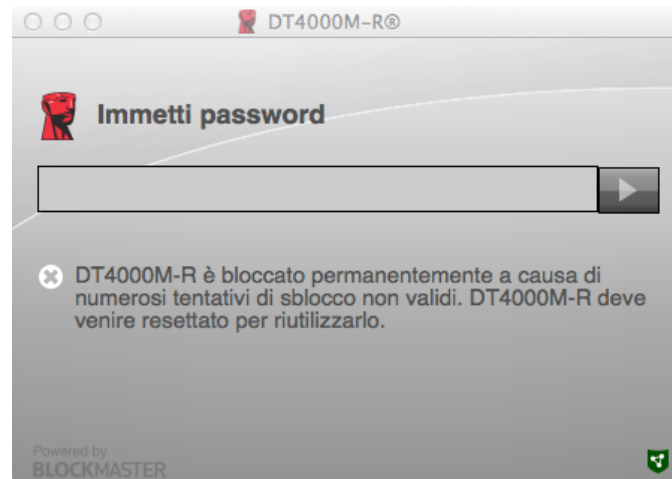 DT4000M-R®
Immetti password
DT4000M-R è bloccato permanentemente a causa di
numerosi tentativi di sblocco non validi. DT4000M-R deve
venire resettato per riutilizzarlo.
Powered by
BLOCKMASTER